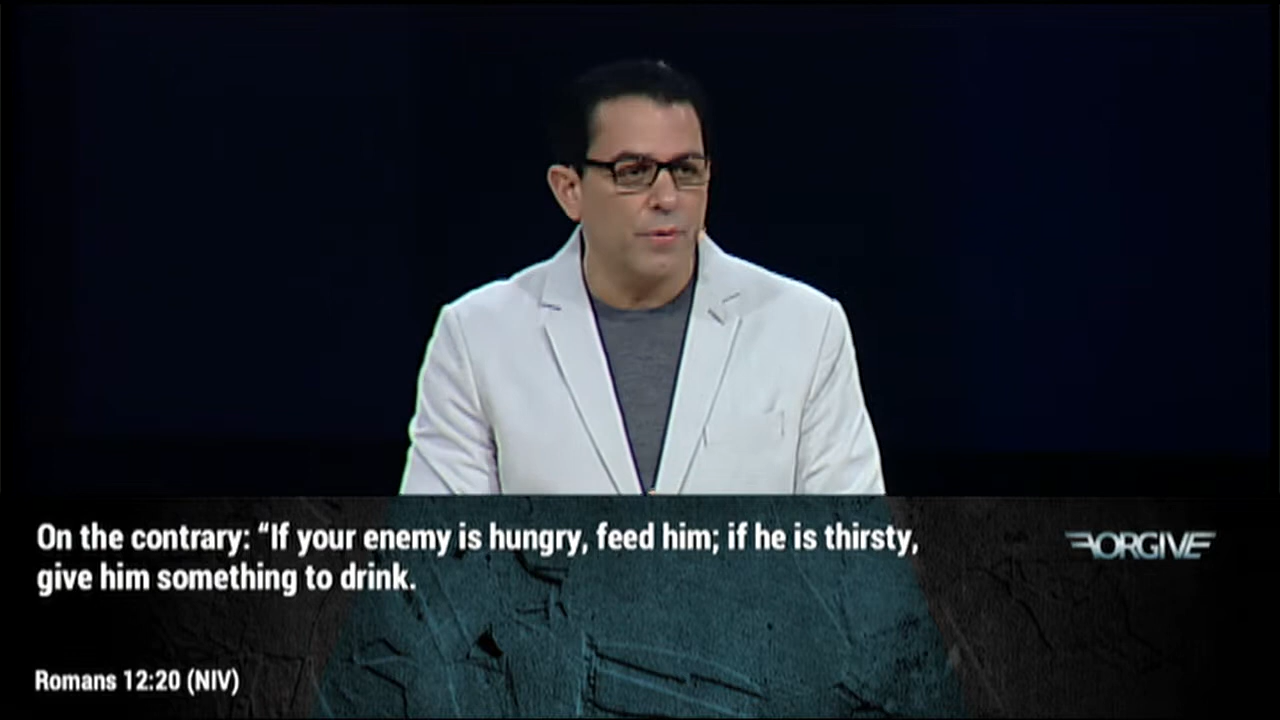 On the contrary: “If your enemy is hungry, feed him; if he is thirsty,
give him something to drink.
FORGIVE
Romans 12:20 (NIV)